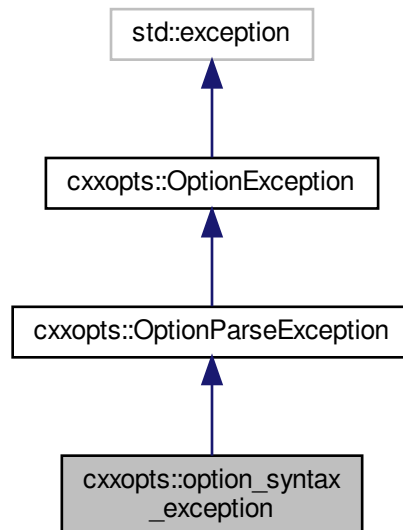 std::exception
cxxopts::OptionException
cxxopts::OptionParseException
cxxopts::option_syntax
_exception